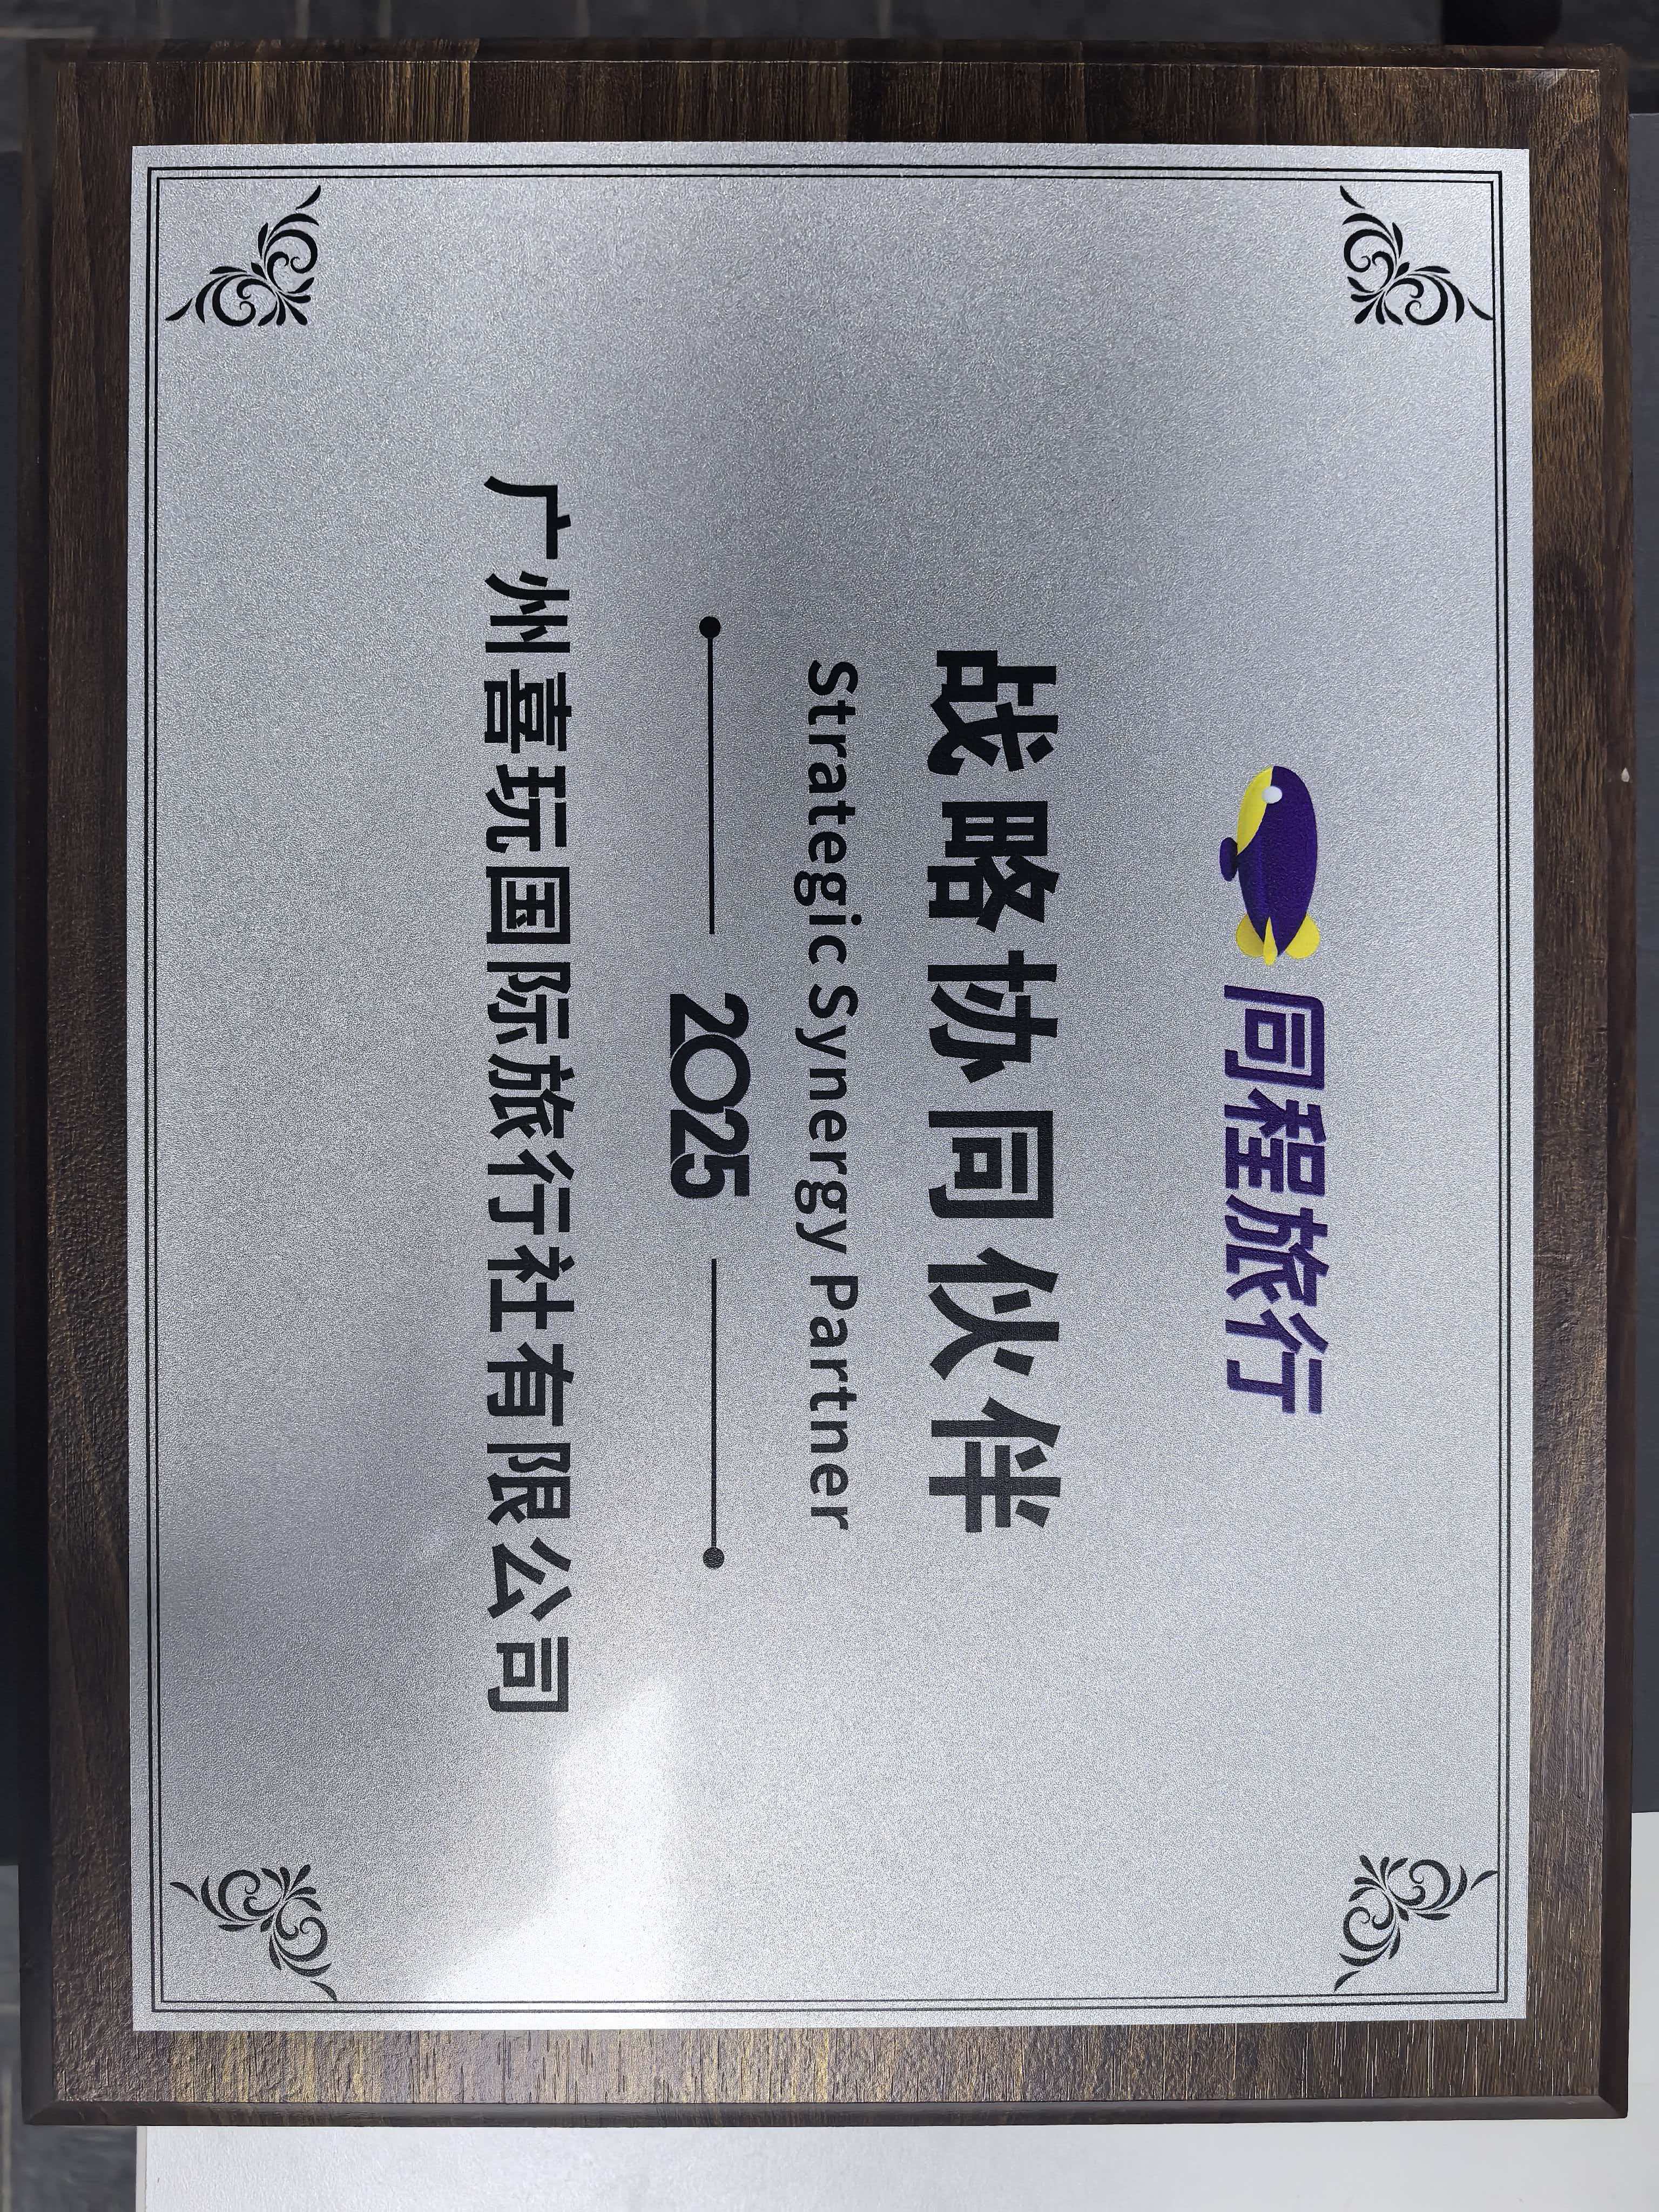 同程旅行
战略协同伙伴
Strategic Synergy Partner
2025
广州喜玩国际旅行社有限公司